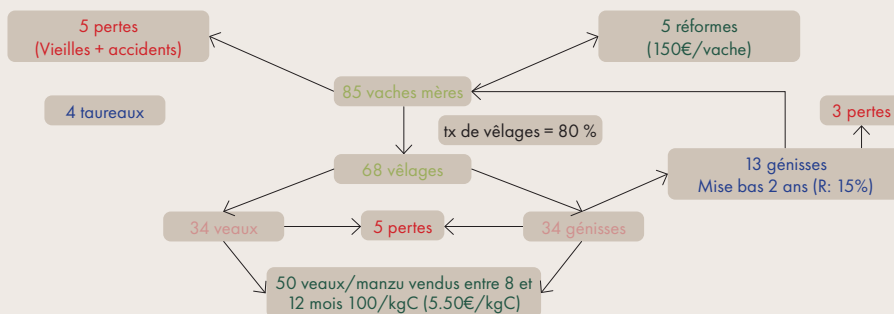 5 pertes
(Vieilles + accidents)
5 réformes
(150€/vache)
85 vaches mères
4 taureaux
3 pertes
tx de vêlages = 80 %
68 vêlages
13 génisses
Mise bas 2 ans (R: 15%)
34 veaux
5 pertes
34 génisses
50 veaux/manzu vendus entre 8 et
12 mois 100/kgC (5.50€/kgC)